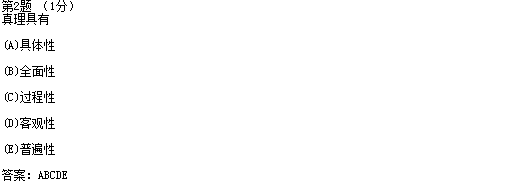 第2题 (1分)
真理具有
(A)具体性
(B)全面性
(C)过程性
(D)客观性
(E)普遍性
答案：ABCDE